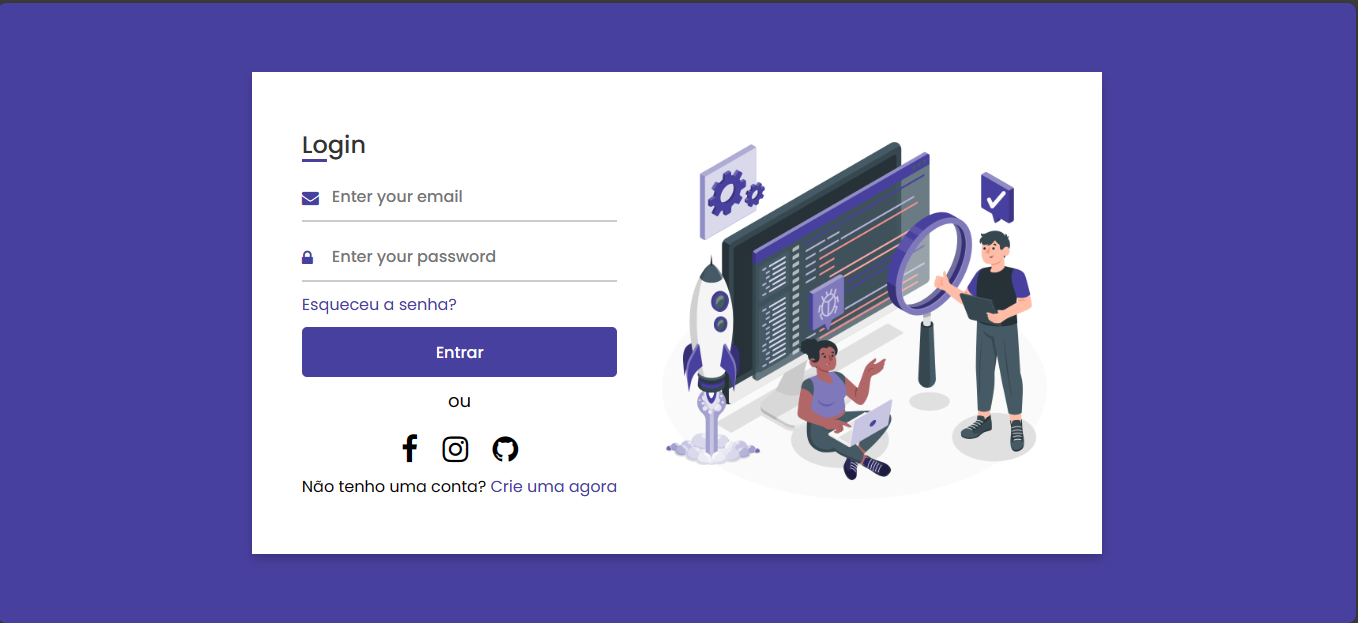 Login
Enter your email
Enter your password
Esqueceu a senha?
Entrar
ou
Não tenho uma conta? Crie uma agora